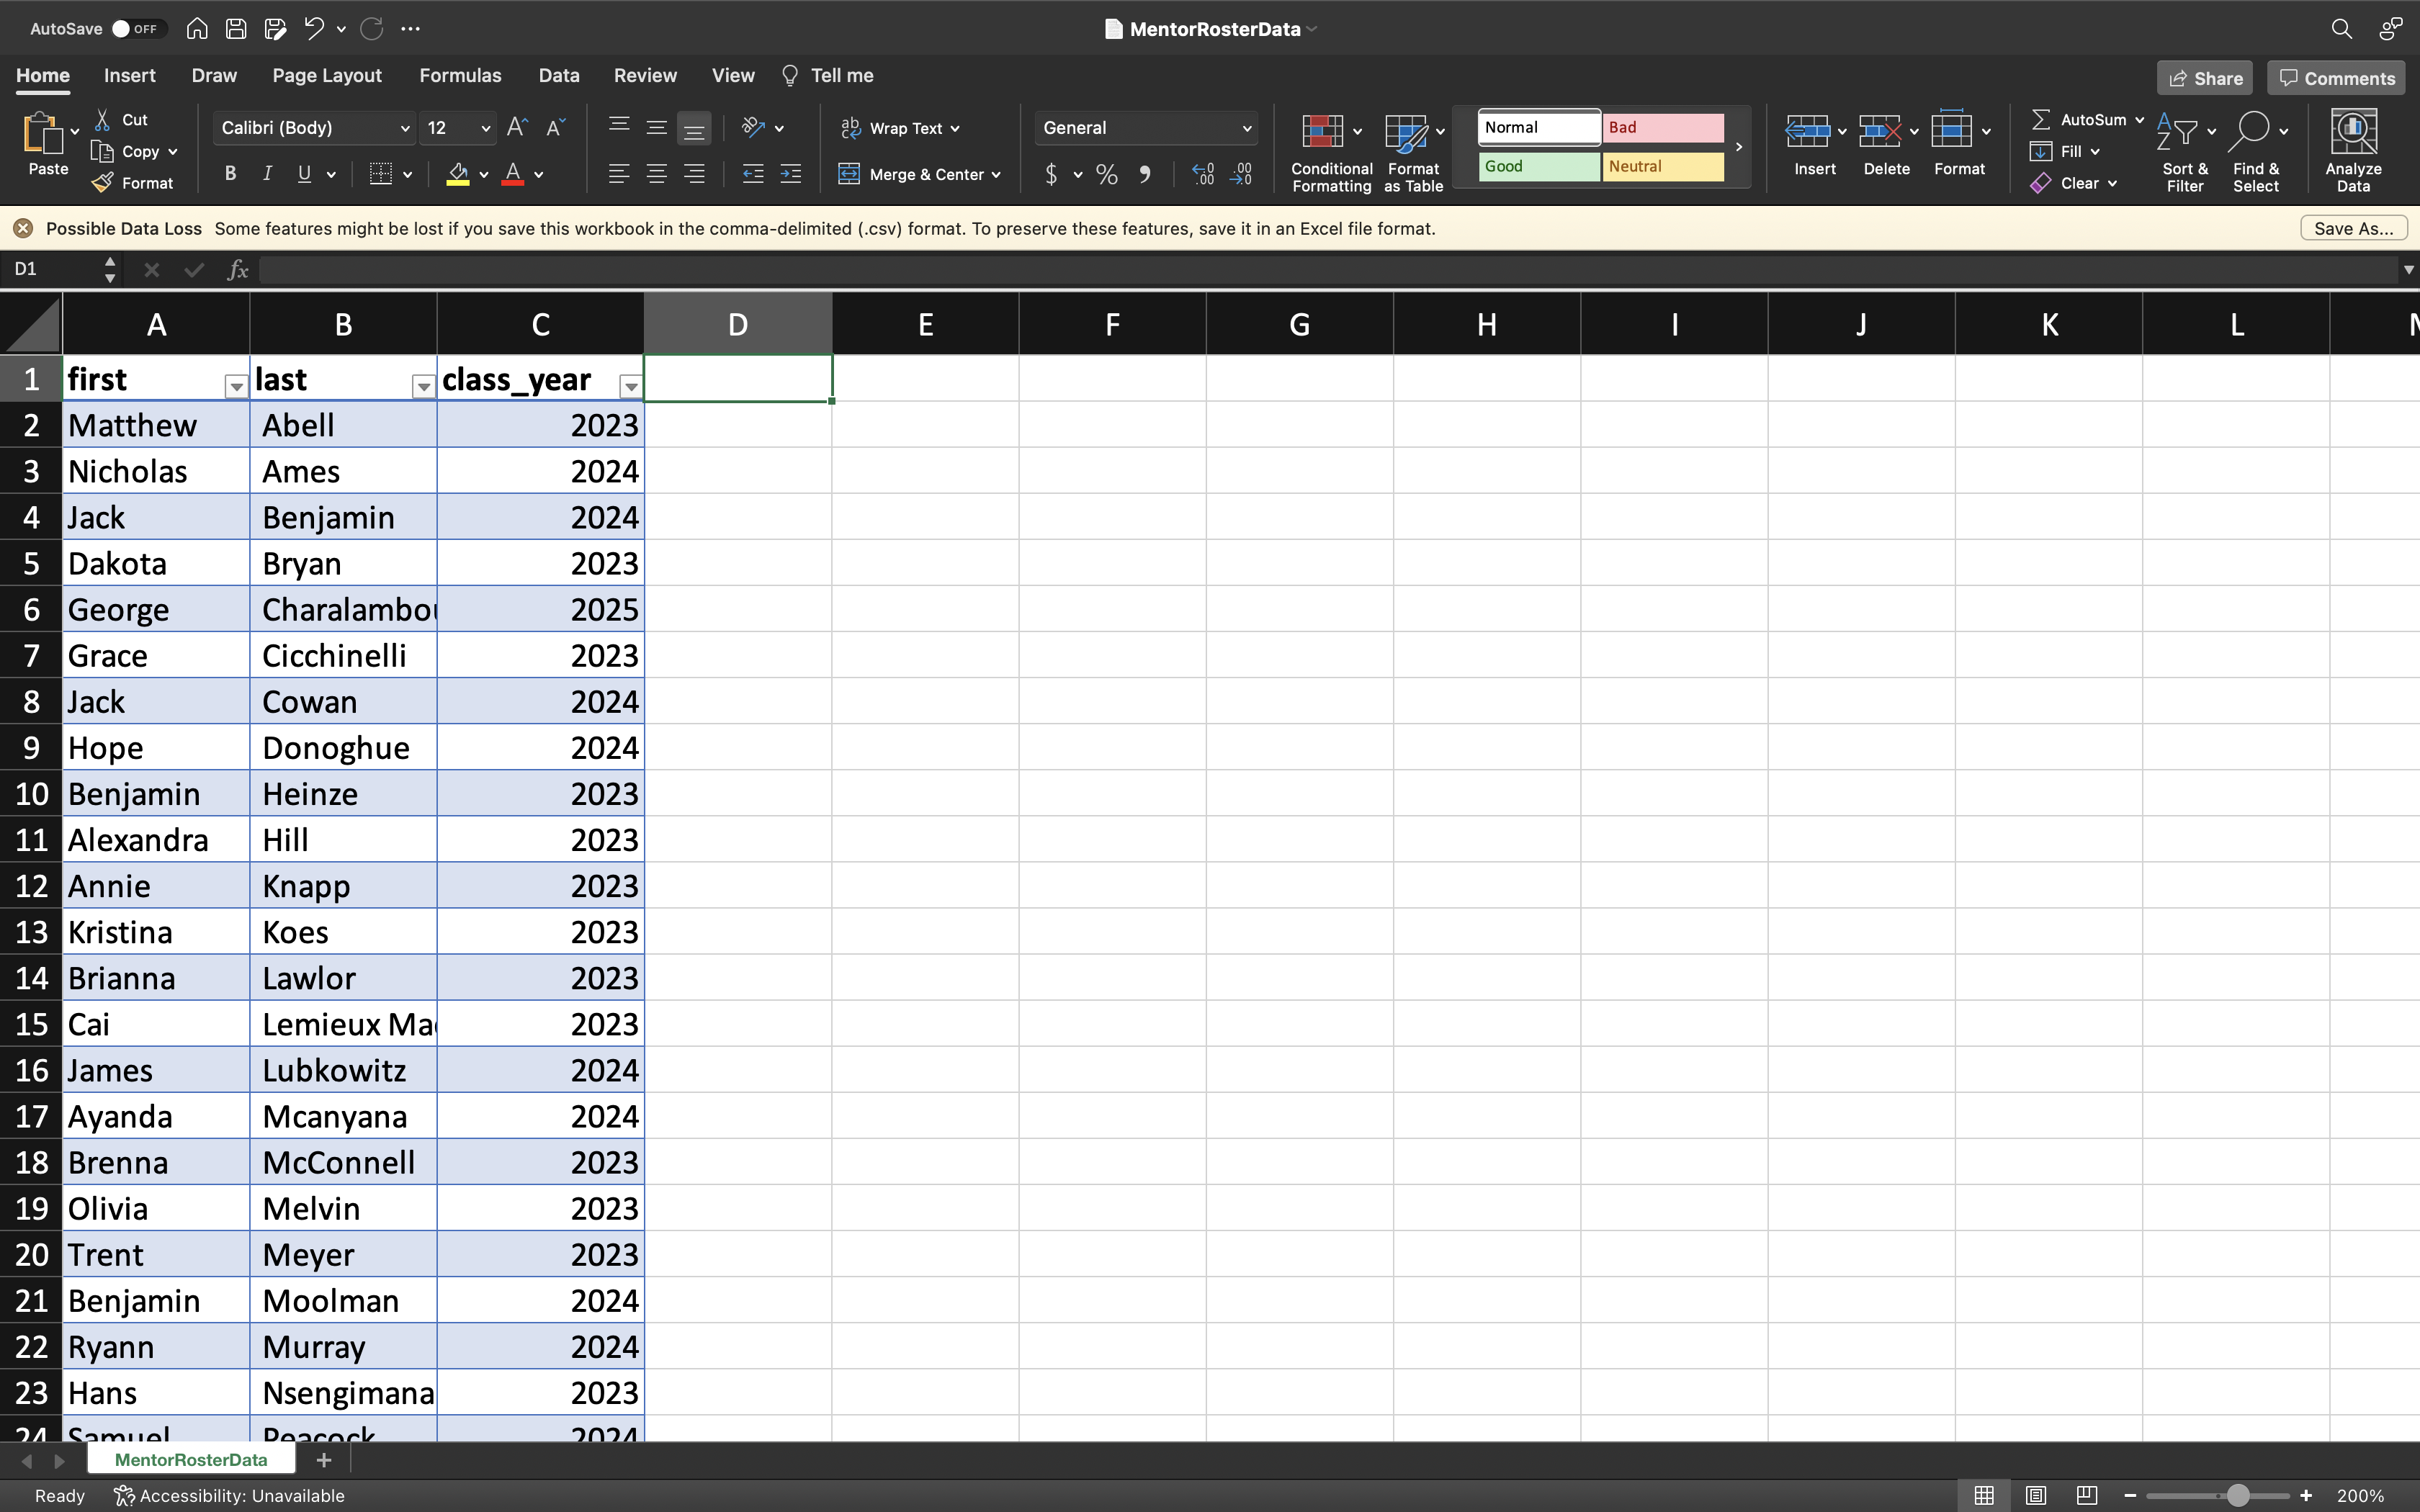 AutoSave OFF MentorRosterData
Home Insert Draw Page Layout Formulas Data Review View Tell me Share Comments
Paste Cut Copy Format
Calibri (Body) 12 A A
B I U A
ab c Wrap Text
Merge & Center
General
$ % 9 .00 .00
Conditional Formatting
Format as Table
Normal Bad
Good Neutral
Insert Delete Format
AutoSum
Fill
Clear
Sort & Filter
Find & Select
Analyze Data
Possible Data Loss Some features might be lost if you save this workbook in the comma-delimited (.csv) format. To preserve these features, save it in an Excel file format. Save As...
D1 fx
A B C D E F G H I J K L
1 first last class_year
2 Matthew Abell 2023
3 Nicholas Ames 2024
4 Jack Benjamin 2024
5 Dakota Bryan 2023
6 George Charalambo 2025
7 Grace Cicchinelli 2023
8 Jack Cowan 2024
9 Hope Donoghue 2024
10 Benjamin Heinze 2023
11 Alexandra Hill 2023
12 Annie Knapp 2023
13 Kristina Koes 2023
14 Brianna Lawlor 2023
15 Cai Lemieux Ma 2023
16 James Lubkowitz 2024
17 Ayanda Mcanyana 2024
18 Brenna McConnell 2023
19 Olivia Melvin 2023
20 Trent Meyer 2023
21 Benjamin Moolman 2024
22 Ryann Murray 2024
23 Hans Nsengimana 2023
24 Samuel Peacock 2024
MentorRosterData +
Ready Accessibility: Unavailable 200%